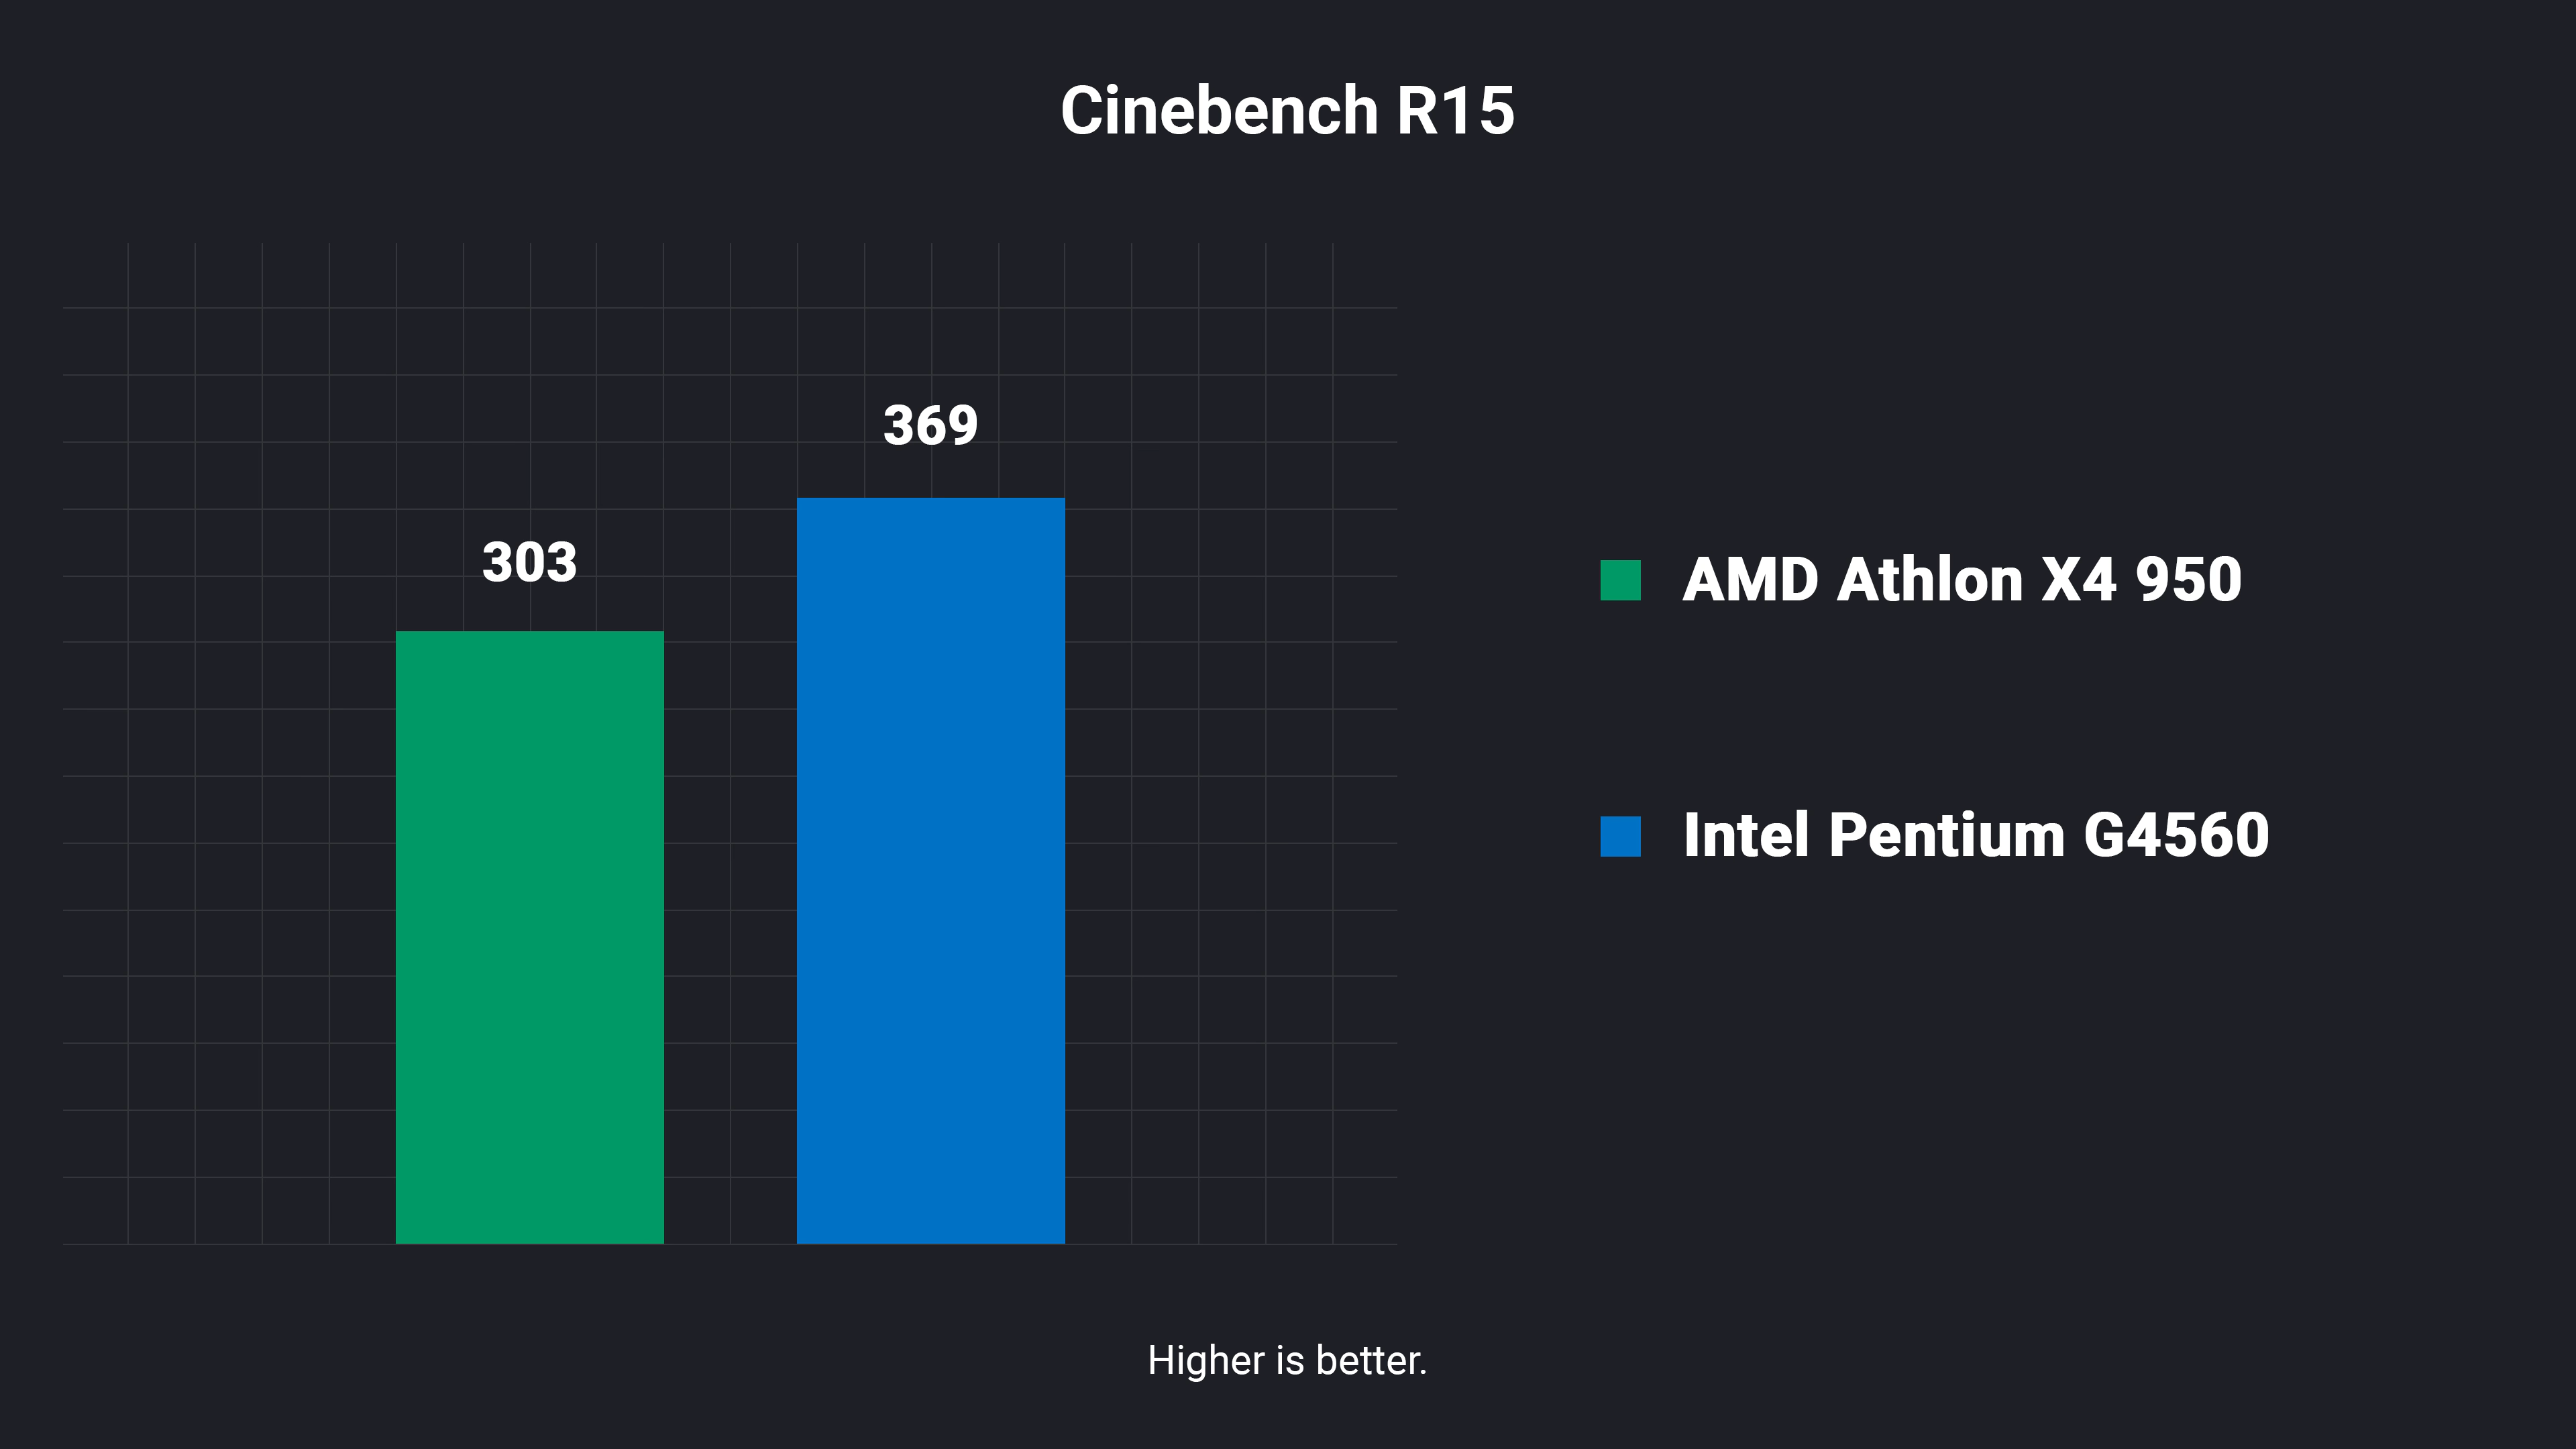 Cinebench R15
369
303
AMD Athlon X4 950
Intel Pentium G4560
Higher is better.